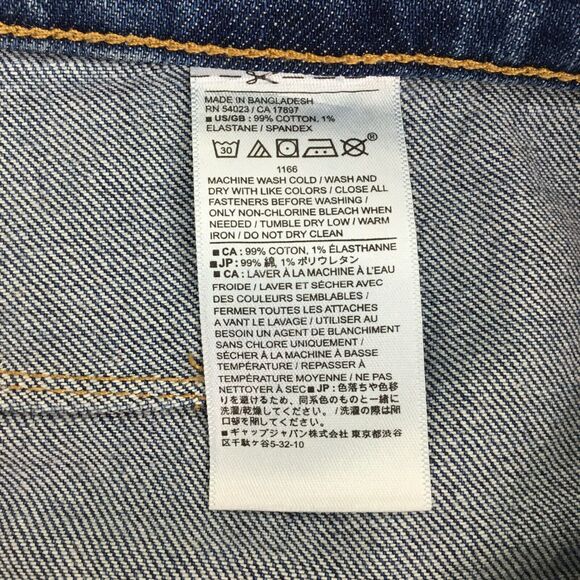 MADE IN BANGLADESH
RN 54023 / CA 17897
■ US/GB : 99% COTTON, 1%
ELASTANE / SPANDEX
30 ®
1166
MACHINE WASH COLD / WASH AND
DRY WITH LIKE COLORS / CLOSE ALL
FASTENERS BEFORE WASHING /
ONLY NON-CHLORINE BLEACH WHEN
NEEDED / TUMBLE DRY LOW / WARM
IRON / DO NOT DRY CLEAN
■ CA : 99% COTON, 1% ÉLASTHANNE
■ JP : 99% 綿, 1% ポリウレタン
■ CA : LAVER À LA MACHINE À L'EAU
FROIDE / LAVER ET SÉCHER AVEC
DES COULEURS SEMBLABLES /
FERMER TOUTES LES ATTACHES
AVANT LE LAVAGE / UTILISER AU
BESOIN UN AGENT DE BLANCHIMENT
SANS CHLORE UNIQUEMENT /
SÉCHER À LA MACHINE À BASSE
TEMPÉRATURE / REPASSER À
TEMPÉRATURE MOYENNE / NE PAS
NETTOYER À SEC ■ JP : 色落ちや色移
りを避けるため、同系色のものと一緒に
洗濯/乾燥してください。 / 洗濯の際は開
口部を閉じてください。
■ ギャップジャパン株式会社 東京都渋谷
区千駄ヶ谷5-32-10